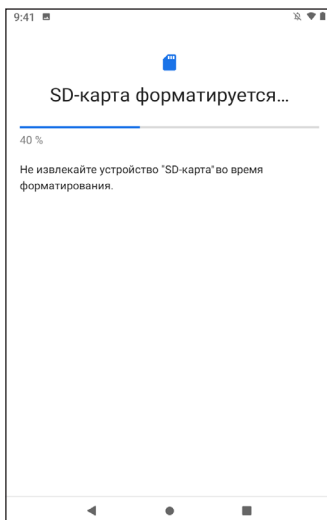 9:41
SD-карта форматируется...
40 %
Не извлекайте устройство "SD-карта"во время
форматирования.